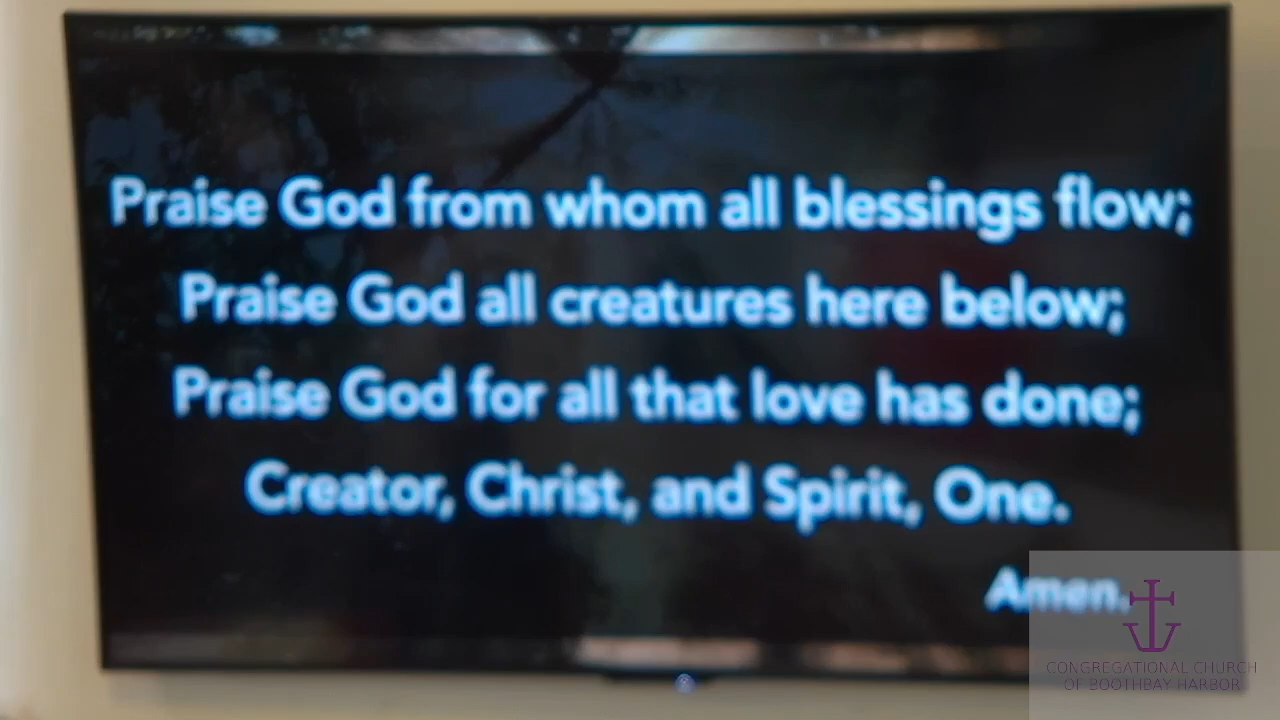 Praise God from whom all blessings flow;
Praise God all creatures here below;
Praise God for all that love has done;
Creator, Christ, and Spirit, One.
Amen.
CONGREGATIONAL CHURCH
OF BOOTHBAY HARBOR